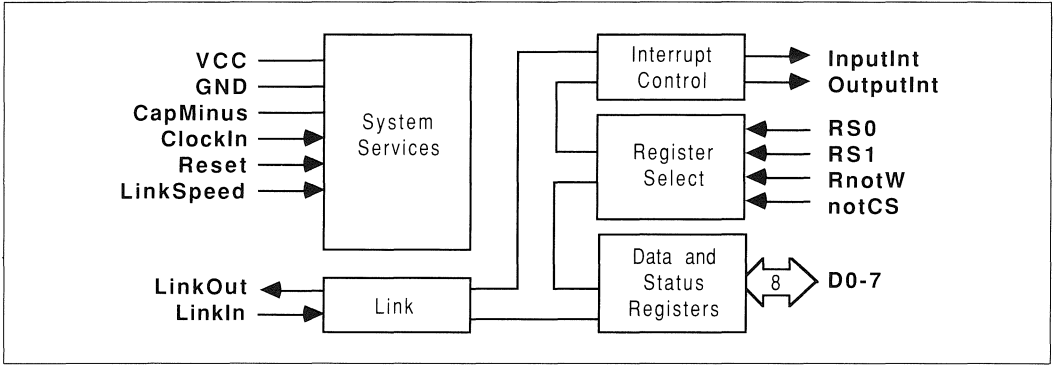 VCC
GND
CapMinus
ClockIn
Reset
LinkSpeed
System
Services
LinkOut
LinkIn
Link
Interrupt
Control
InputInt
OutputInt
Register
Select
RS0
RS1
RnotW
notCS
Data and
Status
Registers
8
D0-7